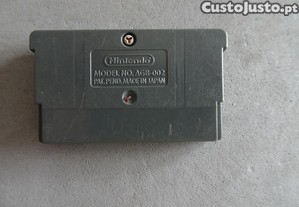 Custojusto.pt
Nintendo
MODEL NO. AGB-002
PAT. PEND. MADE IN JAPAN